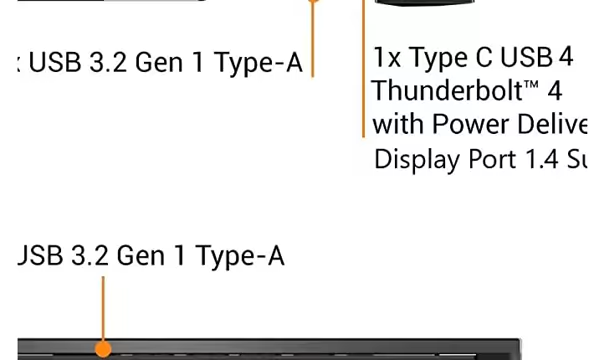 USB 3.2 Gen 1 Type-A
1x Type C USB 4
Thunderbolt™ 4
with Power
Display Port 1.4
3.2 Gen 1 Type-A